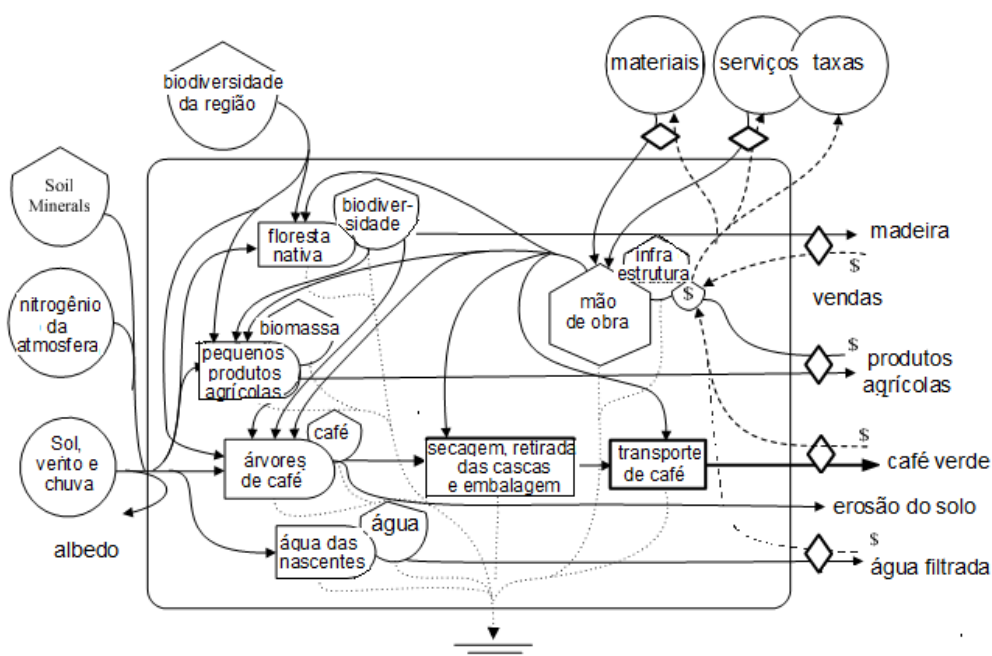 materiais
serviços
taxas
biodiversidade
da região
Soil
Minerals
biodiver-
sidade
floresta
nativa
madeira
infra
estrutura
$
$
vendas
nitrogênio
da
atmosfera
mão
de obra
biomassa
pequenos
produtos
agrícolas
$
produtos
agrícolas
Sol,
vento e
chuva
café
árvores
de café
secagem, retirada
das cascas
e embalagem
transporte
de café
$
café verde
erosão do solo
albedo
água
água das
nascentes
$
água filtrada